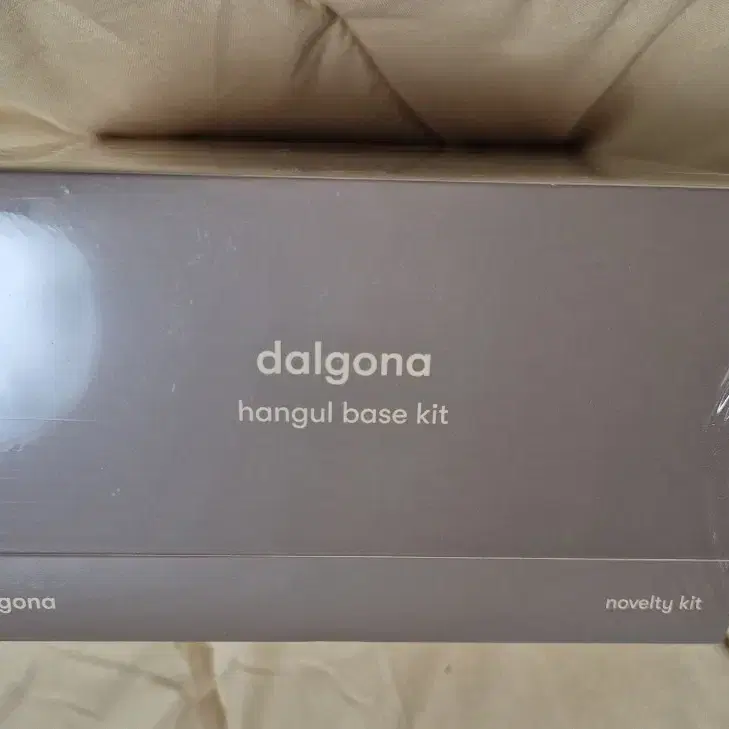 dalgona
hangul base kit
gona
novelty kit